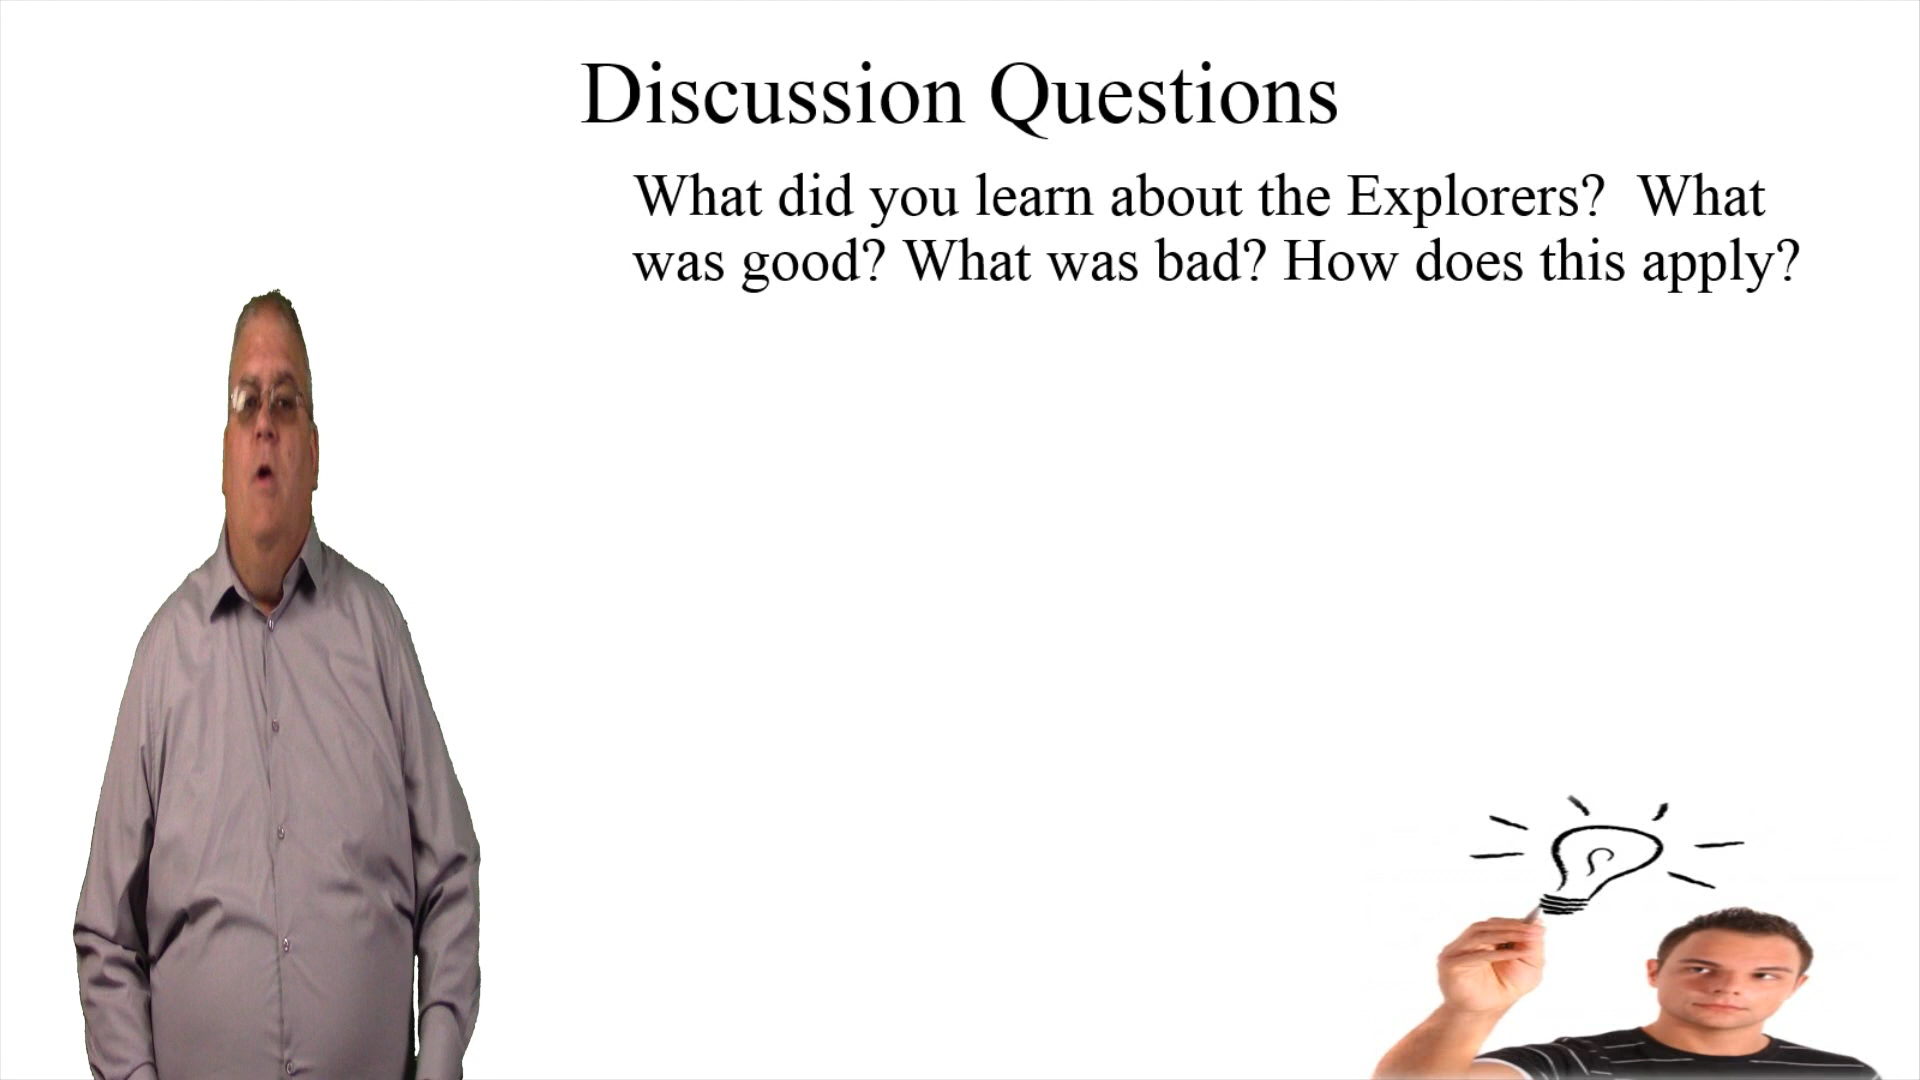 Discussion Questions
What did you learn about the Explorers?  What
was good? What was bad? How does this apply?